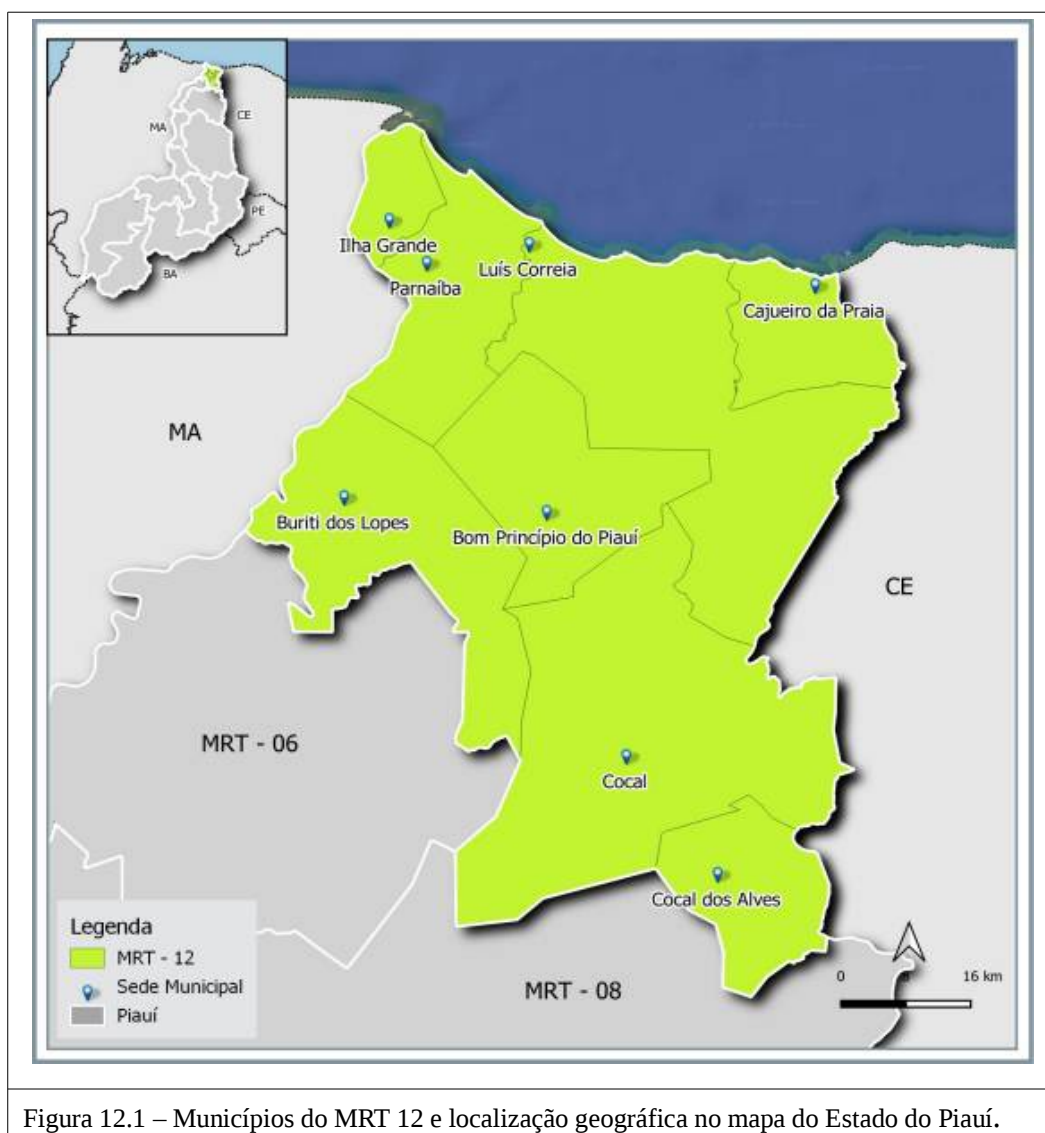 MA
CE
PE
BA
Ilha Grande
Parnaíba
Luís Correia
Cajueiro da Praia
MA
Buriti dos Lopes
Bom Princípio do Piauí
CE
MRT - 06
Cocal
Cocal dos Alves
Legenda
MRT - 12
Sede Municipal
Piauí
MRT - 08
0
16 km
Figura 12.1 – Municípios do MRT 12 e localização geográfica no mapa do Estado do Piauí.